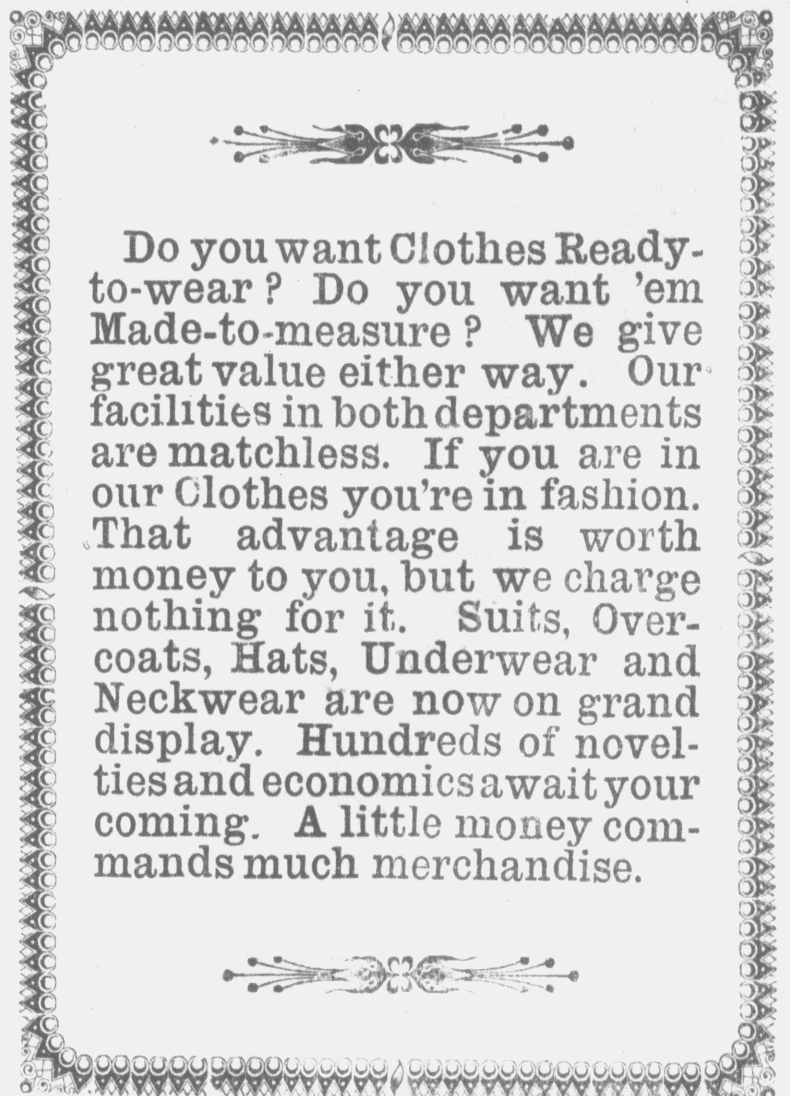 Do you want Clothes Ready-
to-wear? Do you want 'em
Made-to-measure? We give
great value either way. Our
facilities in both departments
are matchless. If you are in
our Clothes you're in fashion.
That advantage is worth
money to you, but we charge
nothing for it. Suits, Over-
coats, Hats, Underwear and
Neckwear are now on grand
display. Hundreds of novel-
ties and economics await your
coming. A little money com-
mands much merchandise.